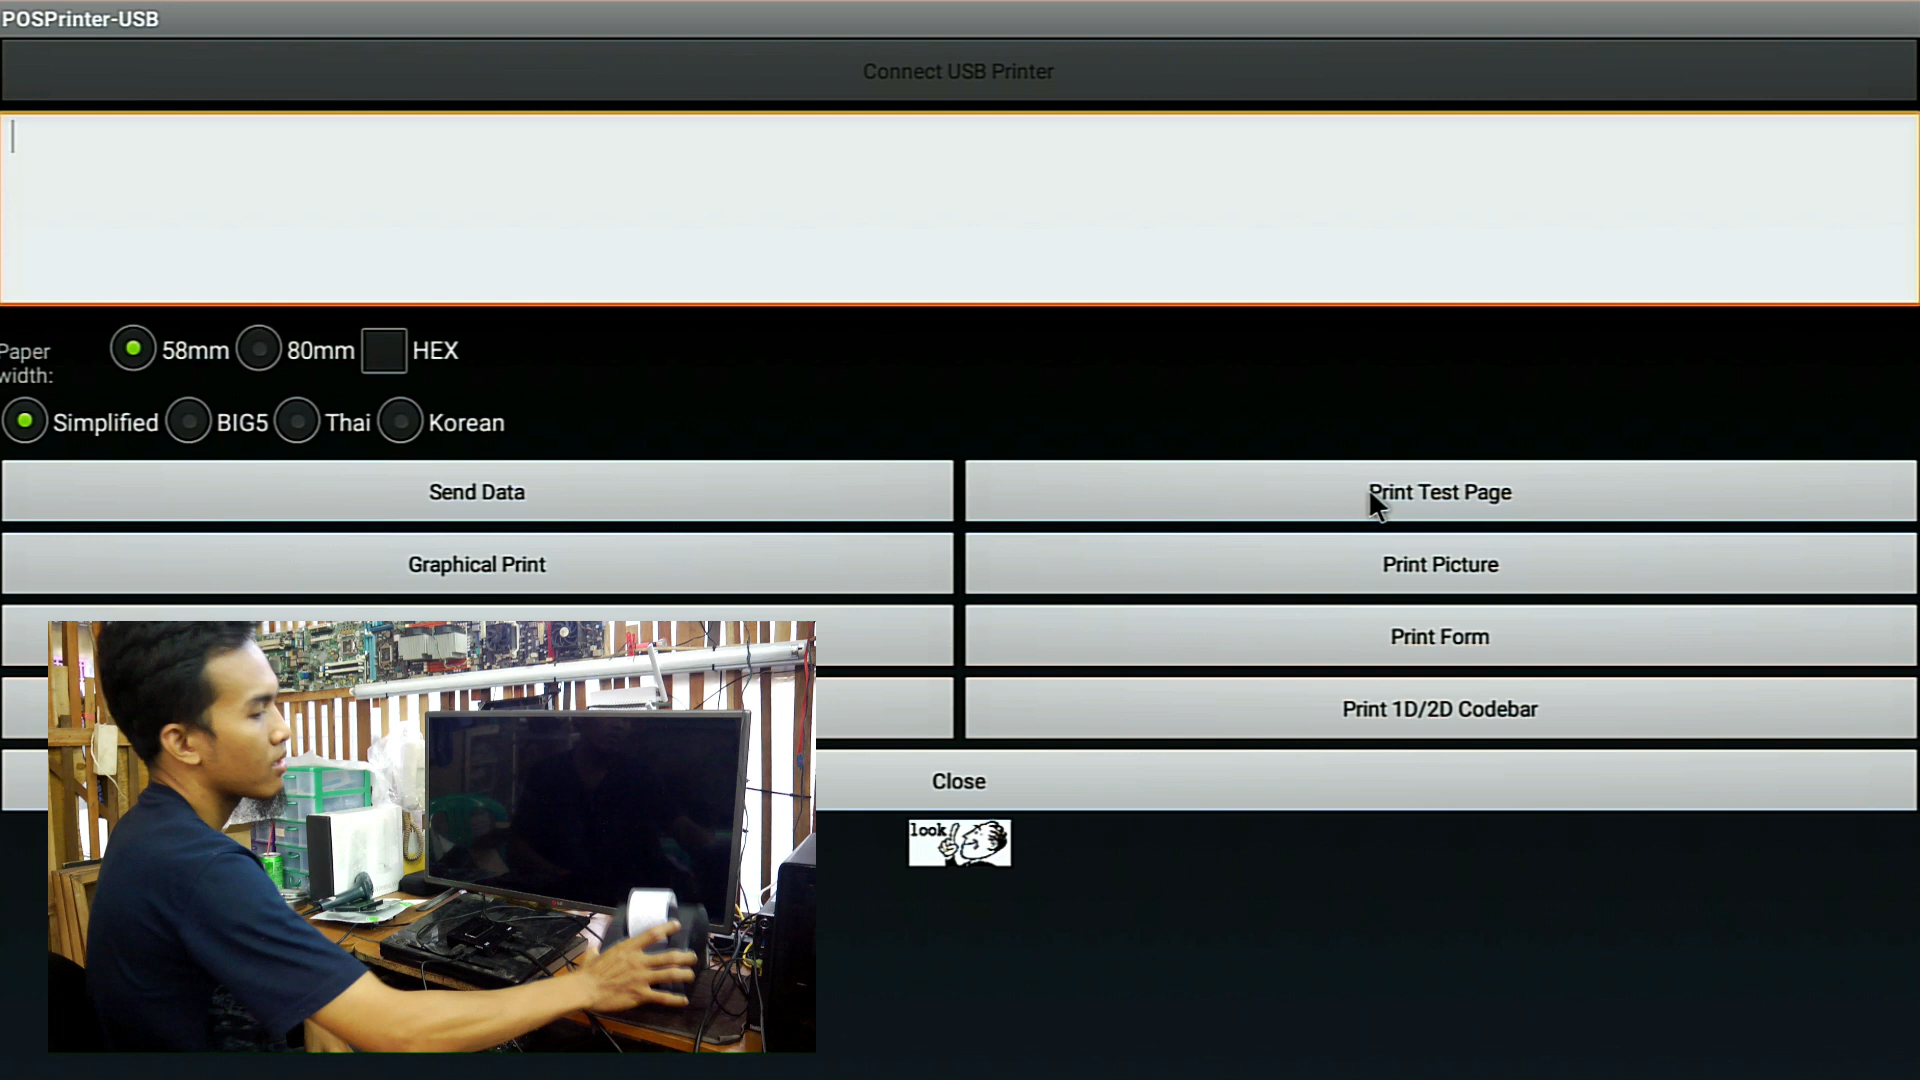 POSPrinter-USB
Connect USB Printer
Paper width: 58mm 80mm HEX
Simplified BIG5 Thai Korean
Send Data
Print Test Page
Graphical Print
Print Picture
Print Form
Print 1D/2D Codebar
Close
look